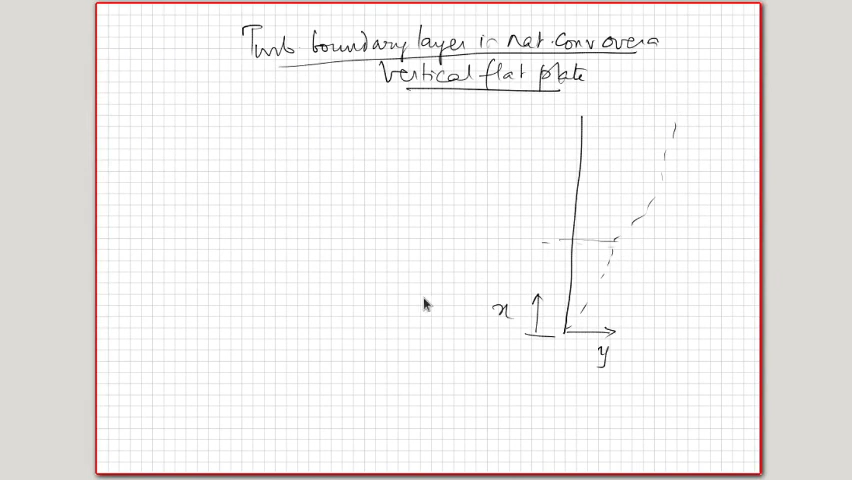 Turb boundary layer in nat. conv over a
vertical flat plate
x
y